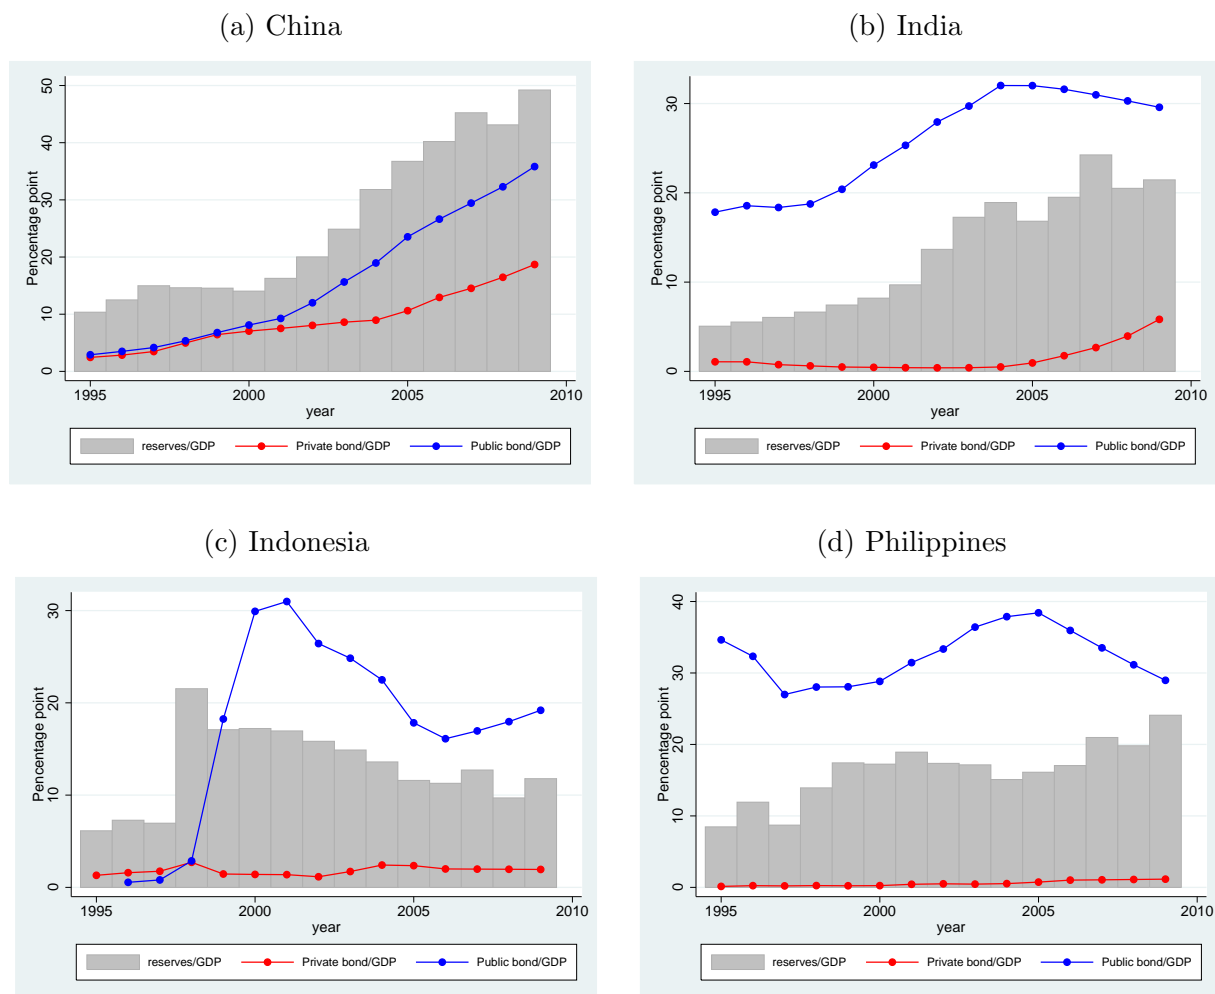 (a) China
(b) India
Pencentage point
0 10 20 30 40 50
1995 2000 2005 2010
year
reserves/GDP Private bond/GDP Public bond/GDP
Pencentage point
0 10 20 30
1995 2000 2005 2010
year
reserves/GDP Private bond/GDP Public bond/GDP
(c) Indonesia
(d) Philippines
Pencentage point
0 10 20 30
1995 2000 2005 2010
year
reserves/GDP Private bond/GDP Public bond/GDP
Pencentage point
0 10 20 30 40
1995 2000 2005 2010
year
reserves/GDP Private bond/GDP Public bond/GDP